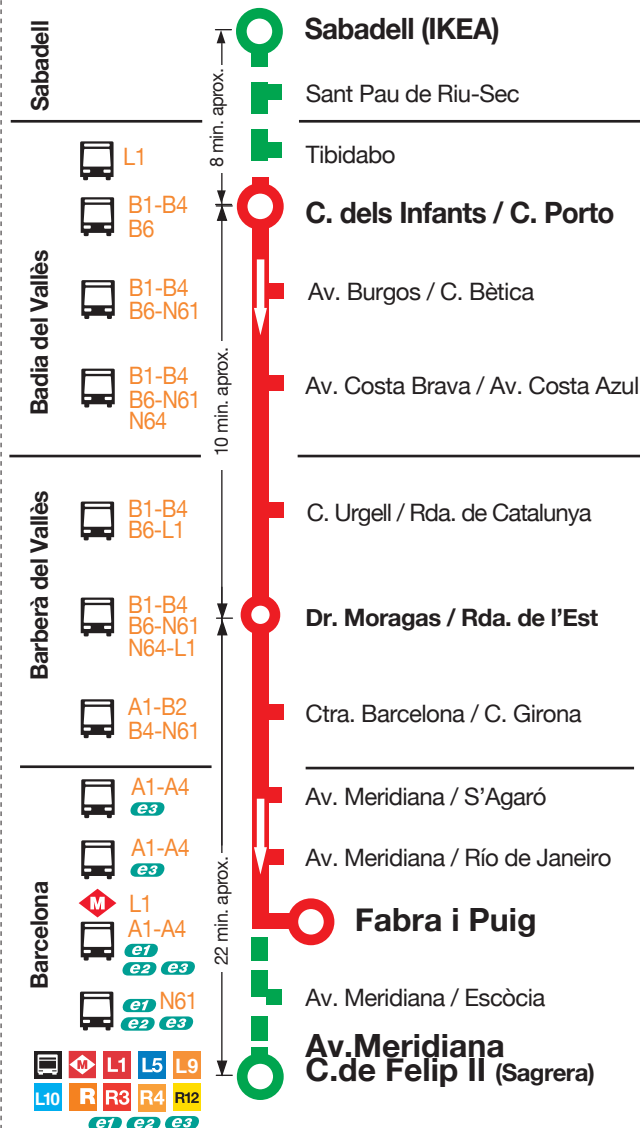 Sabadell
Sabadell (IKEA)
Sant Pau de Riu-Sec
8 min. aprox.
Badia del Vallès
L1
Tibidabo
B1-B4
B6
C. dels Infants / C. Porto
B1-B4
B6-N61
Av. Burgos / C. Bètica
B1-B4
B6-N61
N64
Av. Costa Brava / Av. Costa Azul
10 min. aprox.
Barberà del Vallès
B1-B4
B6-L1
C. Urgell / Rda. de Catalunya
B1-B4
B6-N61
N64-L1
Dr. Moragas / Rda. de l'Est
A1-B2
B4-N61
Ctra. Barcelona / C. Girona
Barcelona
A1-A4
e3
Av. Meridiana / S'Agaró
A1-A4
e3
Av. Meridiana / Río de Janeiro
22 min. aprox.
M L1
A1-A4
e1
e2 e3
Fabra i Puig
e1 N61
e2 e3
Av. Meridiana / Escòcia
M L1 L5 L9
L10 R R3 R4 R12
e1 e2 e3
Av.Meridiana
C.de Felip II (Sagrera)